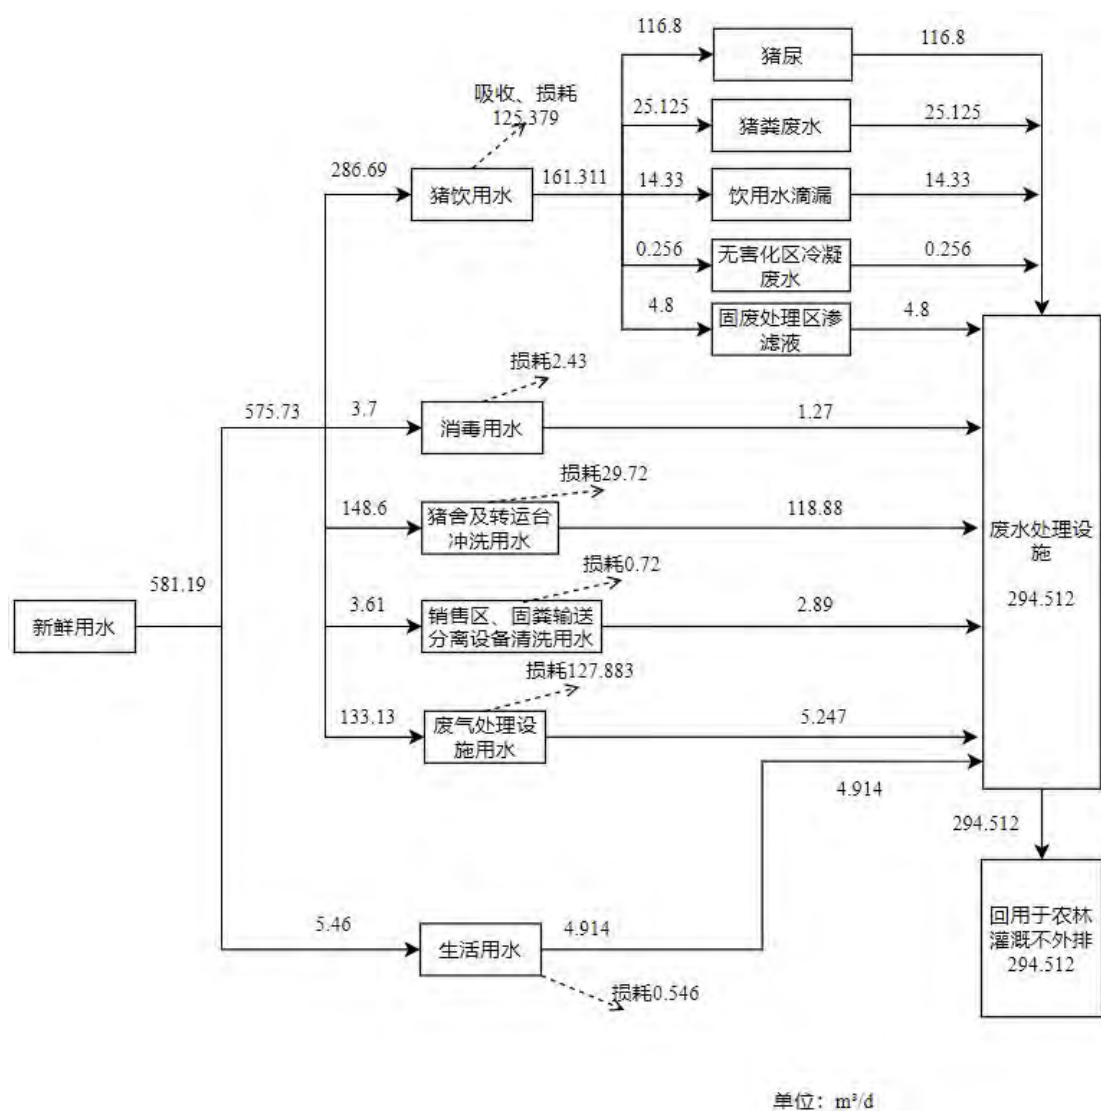 116.8
猪尿
116.8
吸收、损耗
125.379
25.125
猪粪废水
25.125
286.69
猪饮用水
161.311
14.33
饮用水滴漏
14.33
0.256
无害化区冷凝
废水
0.256
4.8
固废处理区渗
滤液
4.8
损耗2.43
575.73
3.7
消毒用水
1.27
损耗29.72
148.6
猪舍及转运台
冲洗用水
118.88
废水处理设
施
294.512
损耗0.72
581.19
新鲜用水
3.61
销售区、固粪输送
分离设备清洗用水
2.89
损耗127.883
133.13
废气处理设
施用水
5.247
4.914
294.512
5.46
生活用水
4.914
回用于农林
灌溉不外排
294.512
损耗0.546
单位：m³/d